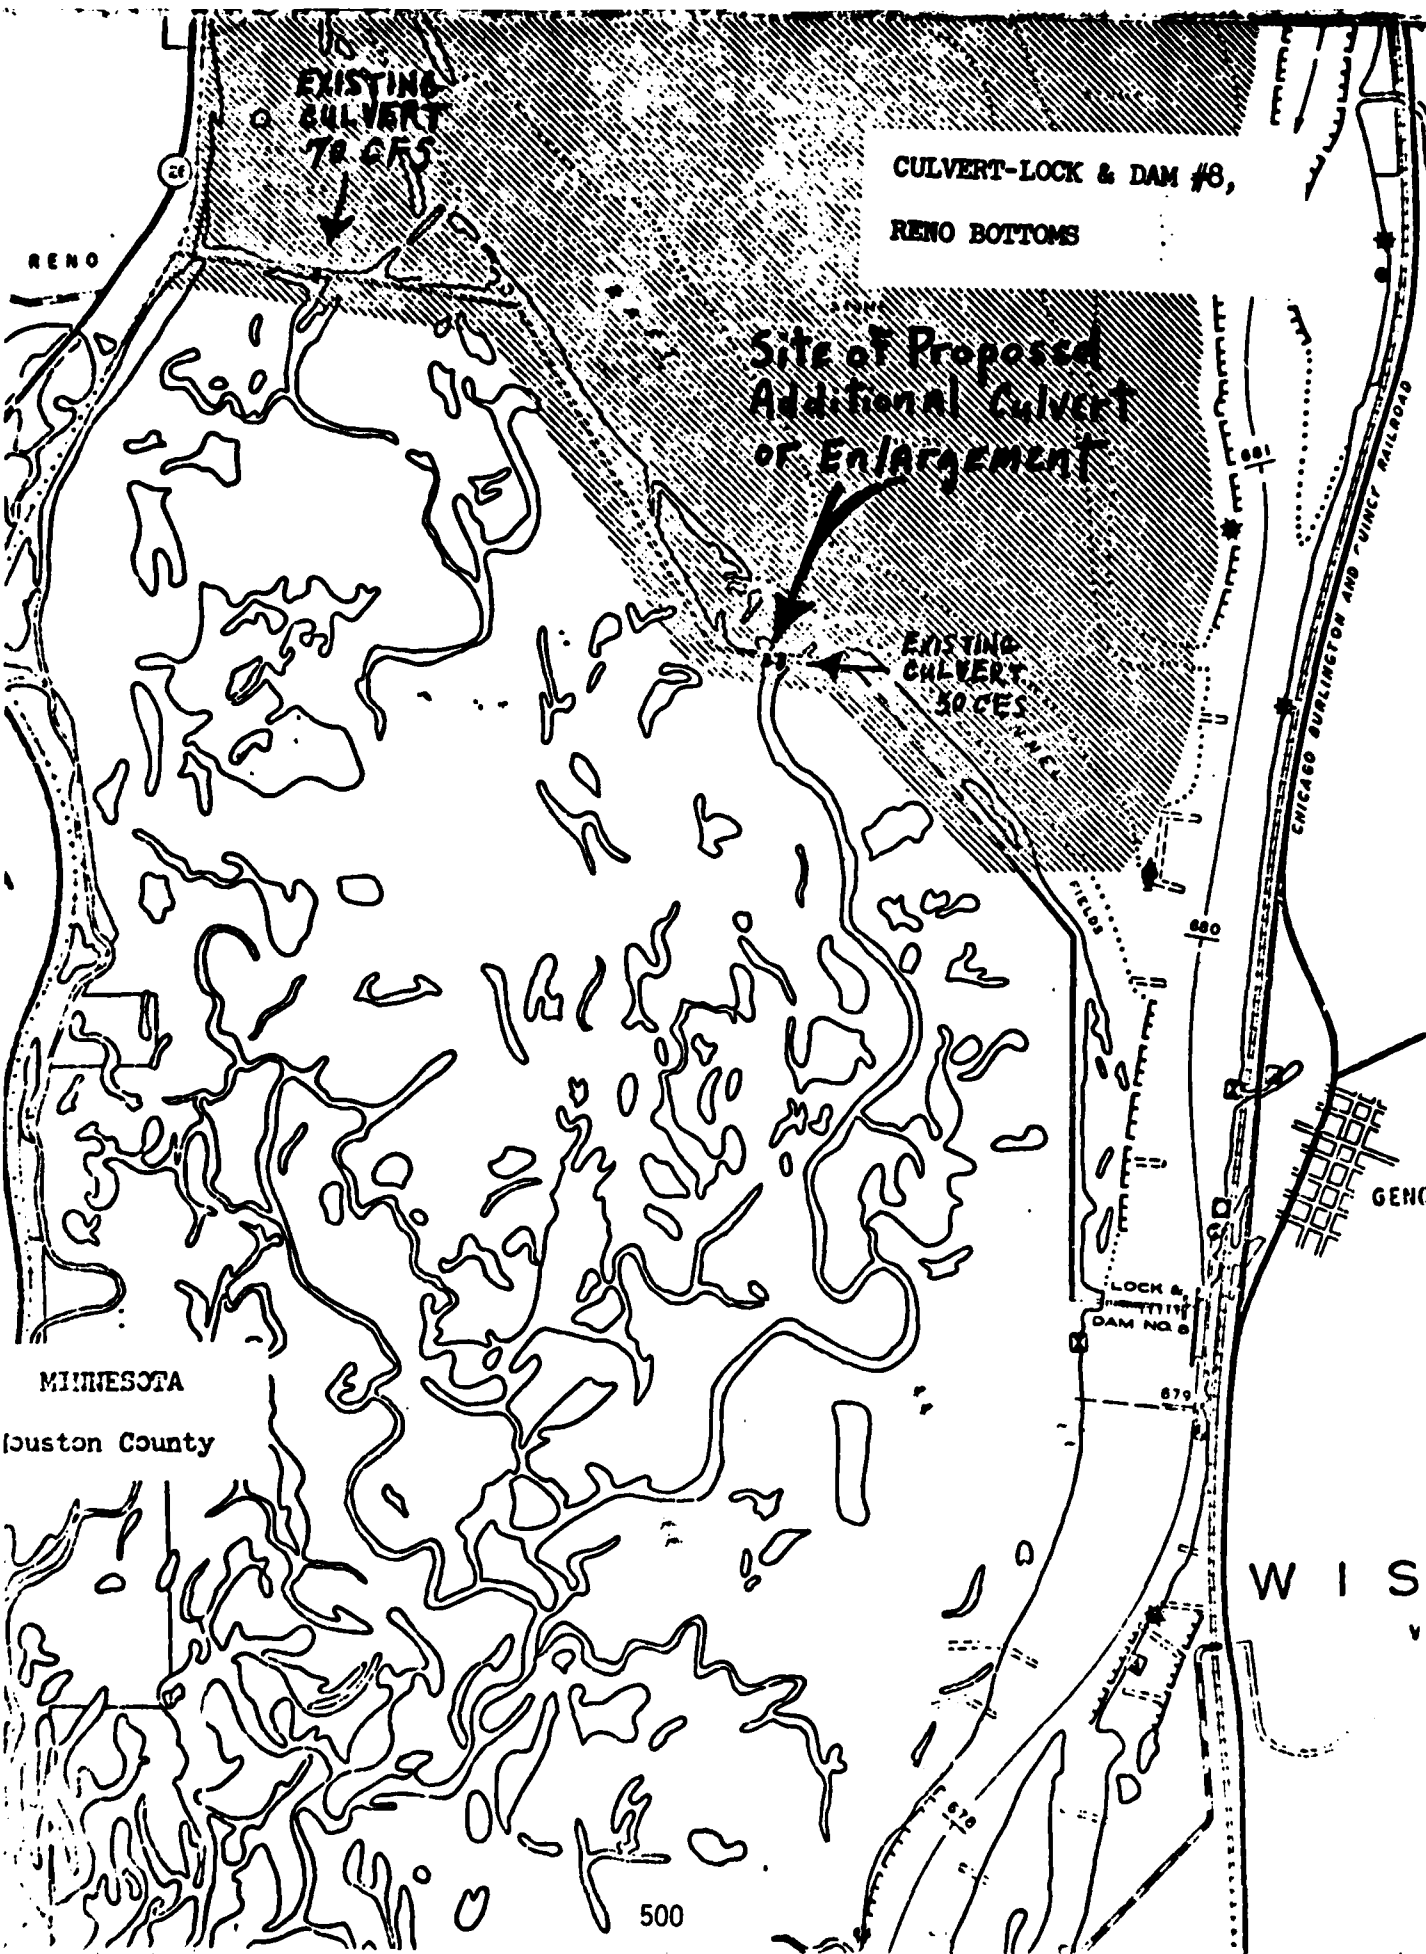 EXISTING
CULVERT
70 CFS
26
CULVERT-LOCK & DAM #8,
RENO BOTTOMS
RENO
Site of Proposed
Additional Culvert
or Enlargement
681
CHICAGO BURLINGTON AND QUINCY RAILROAD
EXISTING
CULVERT
50 CFS
FIELDS
680
GENO
LOCK &
DAM NO. 8
679
MINNESOTA
ouston County
W I S
678
500